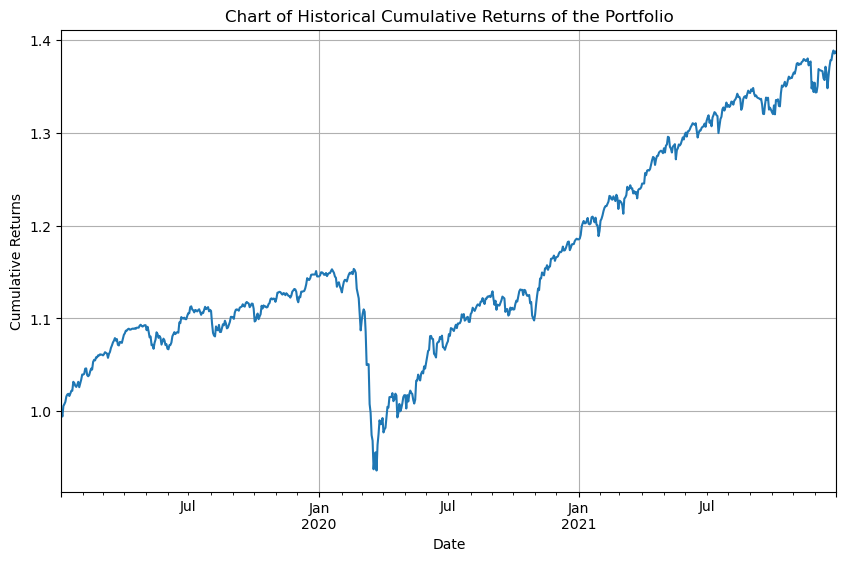 Chart of Historical Cumulative Returns of the Portfolio
1.4
1.3
1.2
1.1
1.0
Cumulative Returns
Jul
Jan
2020
Jul
Jan
2021
Jul
Date